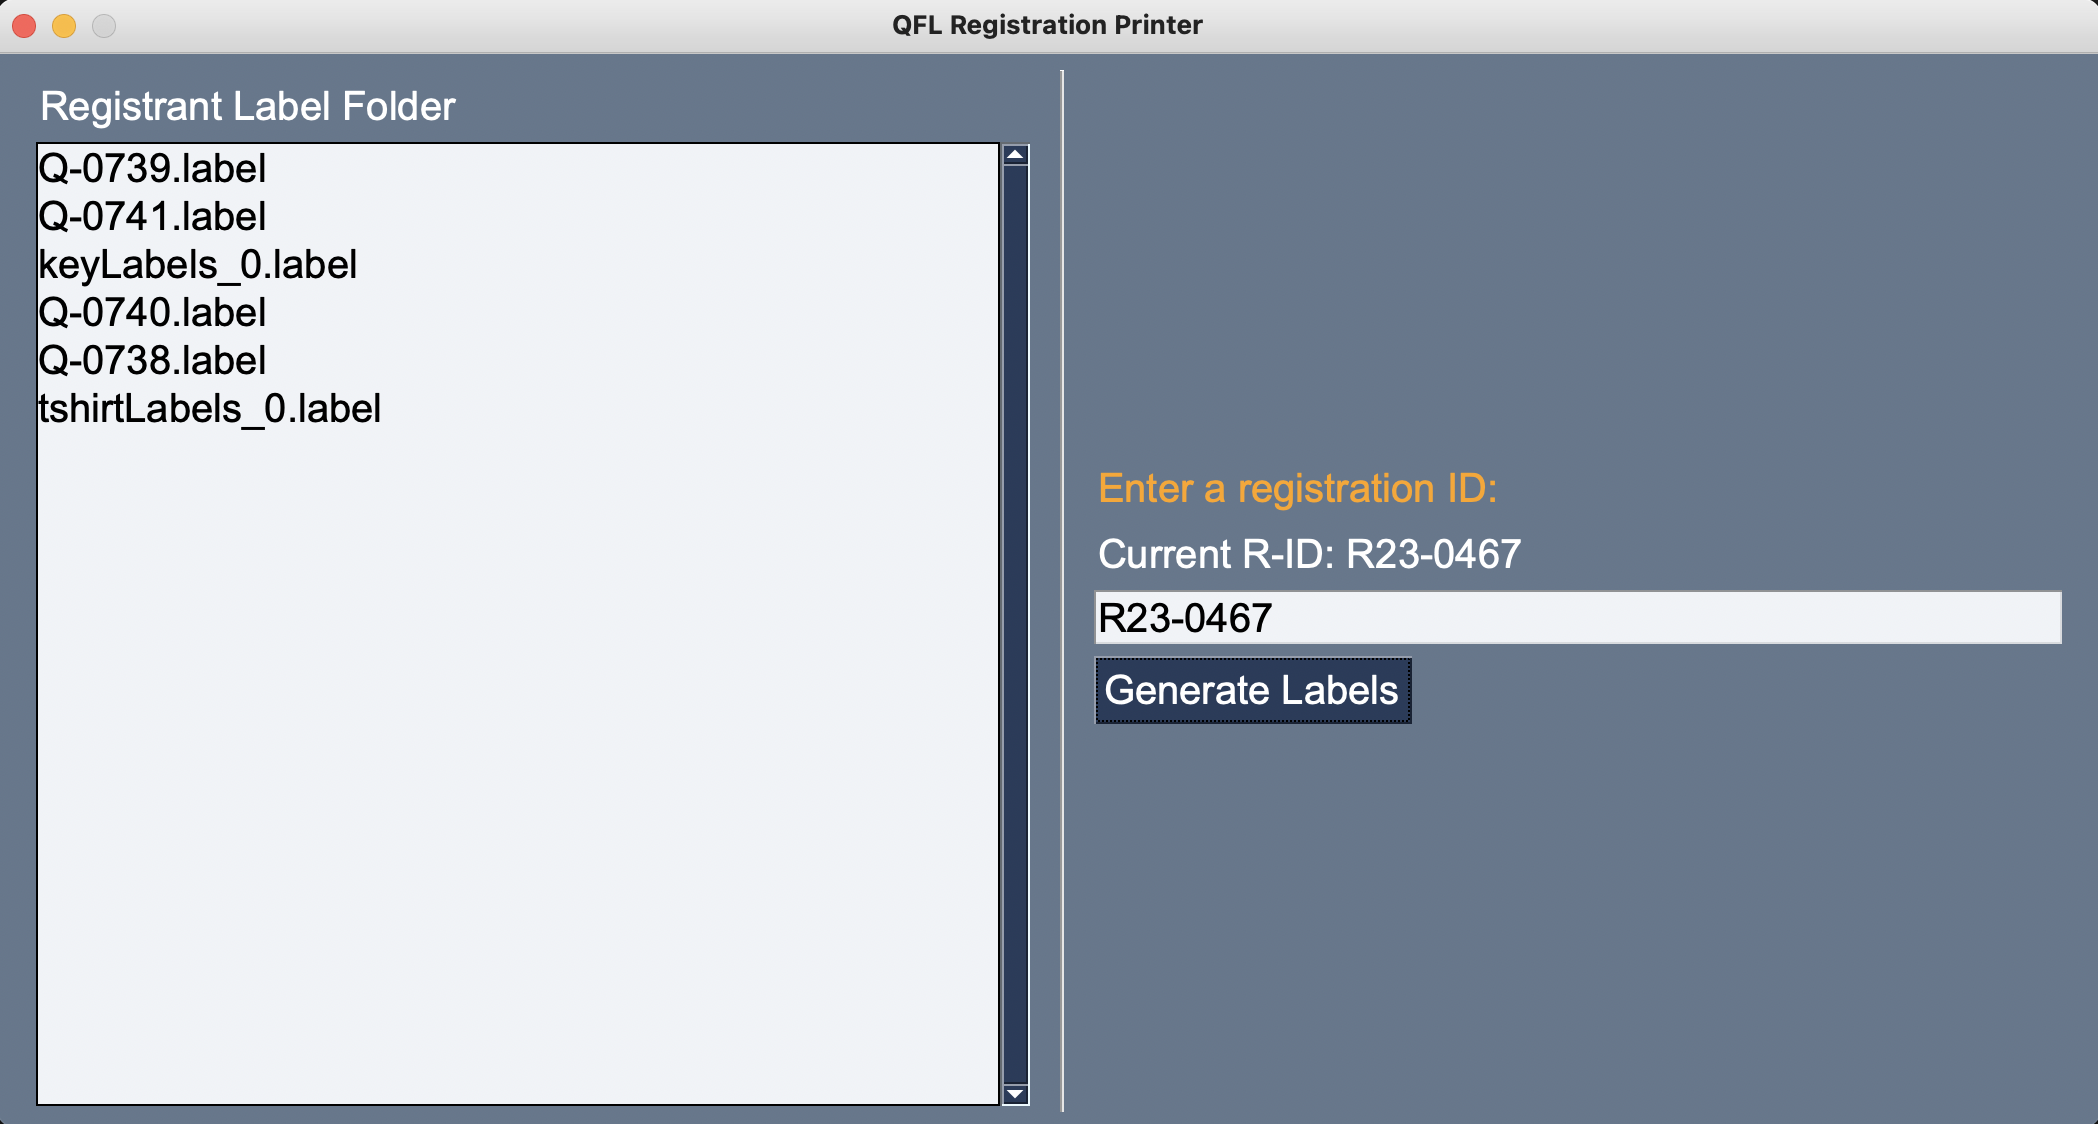 QFL Registration Printer
Registrant Label Folder
Q-0739.label
Q-0741.label
keyLabels_0.label
Q-0740.label
Q-0738.label
tshirtLabels_0.label
Enter a registration ID:
Current R-ID: R23-0467
R23-0467
Generate Labels